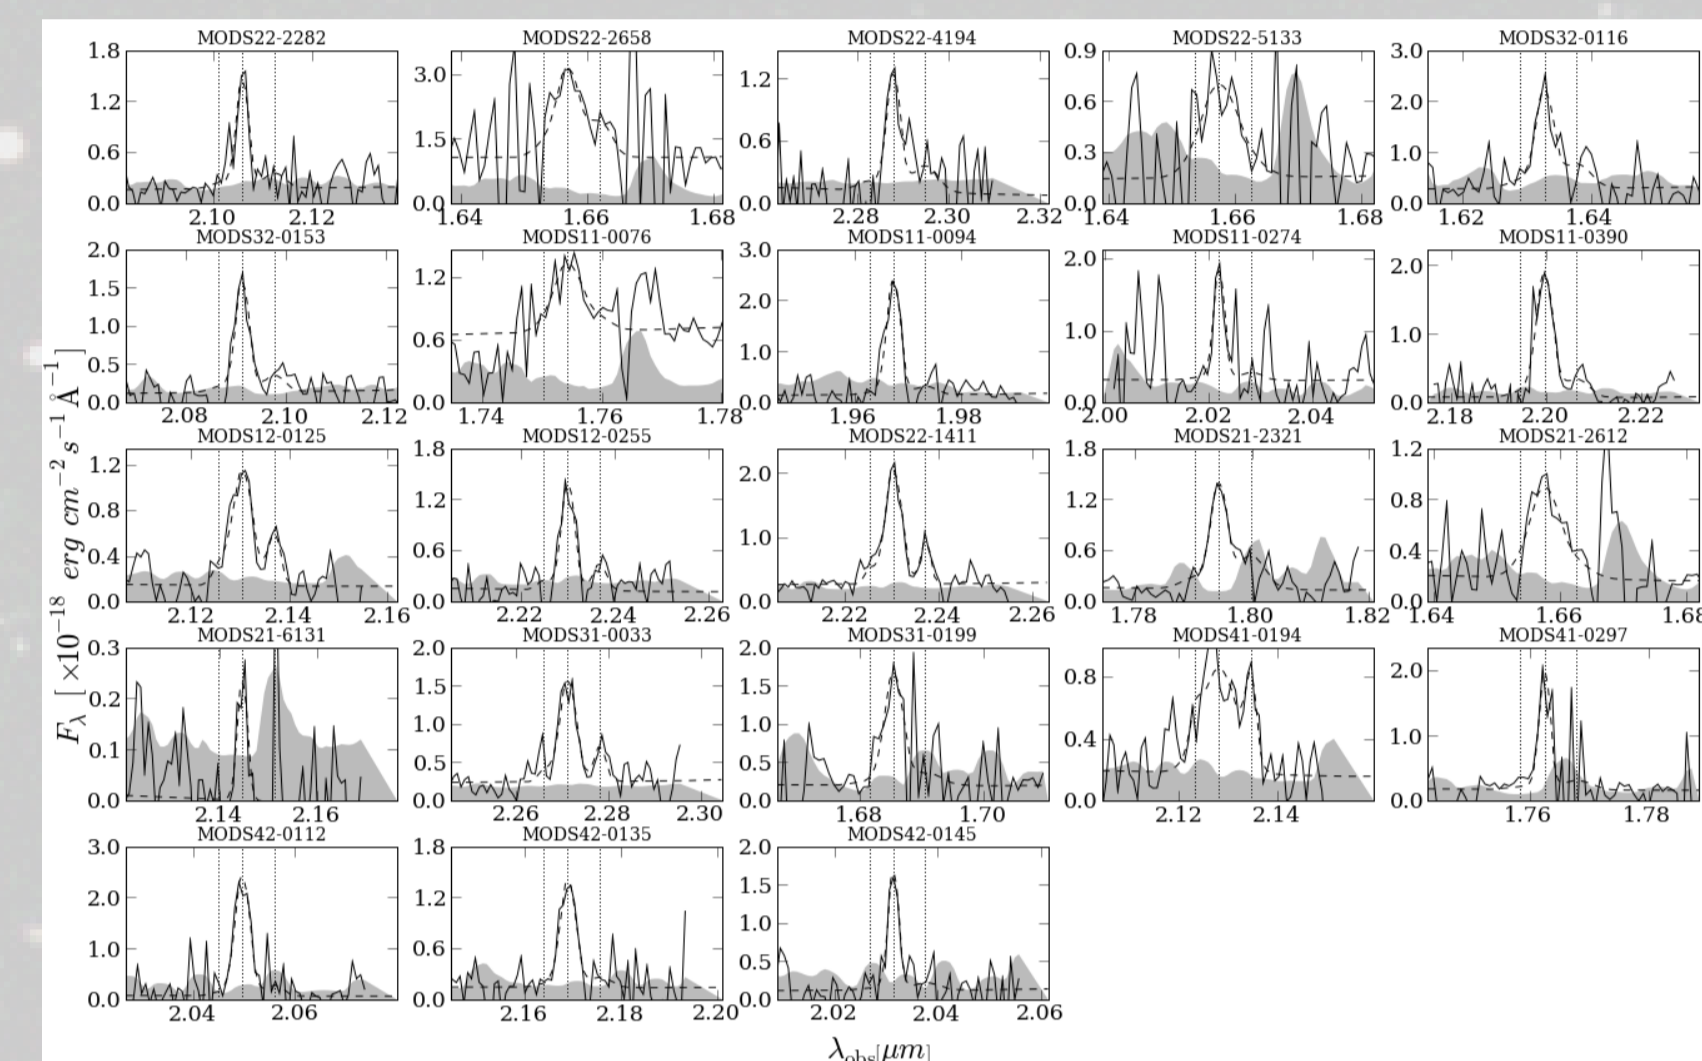 MODS22-2282 MODS22-2658 MODS22-4194 MODS22-5133 MODS32-0116
1.8 1.2 0.6 0.0 3.0 1.5 0.0 1.2 0.6 0.0 0.9 0.6 0.3 0.0 3.0 2.0 1.0 0.0
2.10 2.12 1.64 1.66 1.68 2.28 2.30 2.32 1.64 1.66 1.68 1.62 1.64
MODS32-0153 MODS11-0076 MODS11-0094 MODS11-0274 MODS11-0390
2.0 1.5 1.0 0.5 0.0 1.2 0.6 0.0 3.0 2.0 1.0 0.0 2.0 1.0 0.0 2.0 1.0 0.0
2.08 2.10 2.12 1.74 1.76 1.78 1.96 1.98 2.00 2.02 2.04 2.18 2.20 2.22
MODS12-0125 MODS12-0255 MODS22-1411 MODS21-2321 MODS21-2612
1.2 0.8 0.4 0.0 1.8 1.2 0.6 0.0 2.0 1.0 0.0 1.8 1.2 0.6 0.0 1.2 0.8 0.4 0.0
2.12 2.14 2.16 2.22 2.24 2.26 2.22 2.24 2.26 1.78 1.80 1.82 1.64 1.66 1.68
MODS21-6131 MODS31-0033 MODS31-0199 MODS41-0194 MODS41-0297
0.3 0.2 0.1 0.0 2.0 1.5 1.0 0.5 0.0 2.0 1.5 1.0 0.5 0.0 0.8 0.4 0.0 2.0 1.0 0.0
2.14 2.16 2.26 2.28 2.30 1.68 1.70 2.12 2.14 1.76 1.78
MODS42-0112 MODS42-0135 MODS42-0145
3.0 2.0 1.0 0.0 1.8 1.2 0.6 0.0 2.0 1.5 1.0 0.5 0.0
2.04 2.06 2.16 2.18 2.20 2.02 2.04 2.06
Fλ [×10⁻¹⁸ erg cm⁻² s⁻¹ Å⁻¹]
λobs[μm]